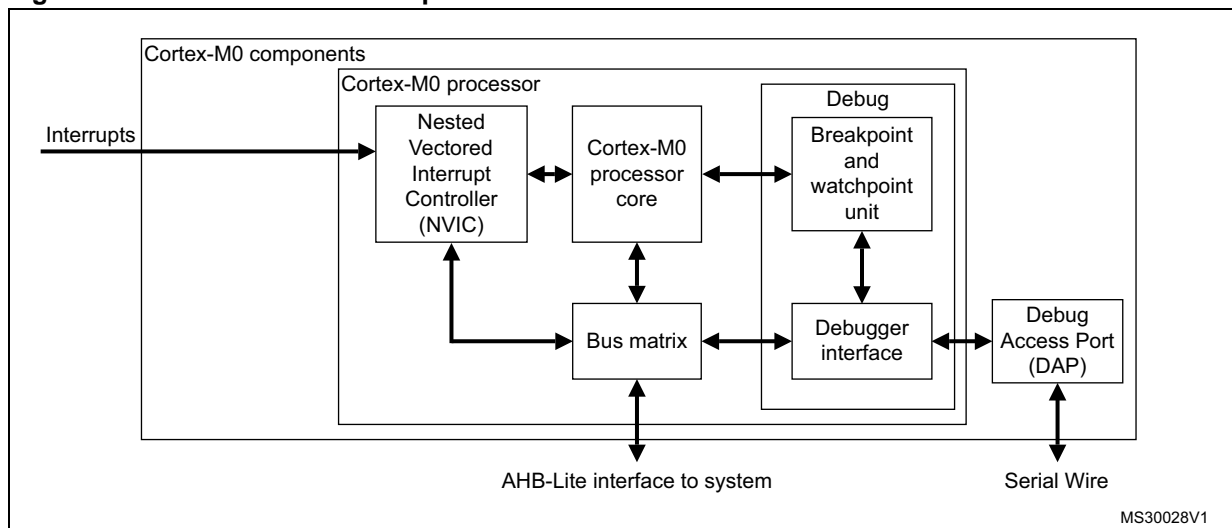 Cortex-M0 components
Cortex-M0 processor
Interrupts
Nested
Vectored
Interrupt
Controller
(NVIC)
Cortex-M0
processor
core
Debug
Breakpoint
and
watchpoint
unit
Bus matrix
Debugger
interface
Debug
Access Port
(DAP)
AHB-Lite interface to system
Serial Wire
MS30028V1